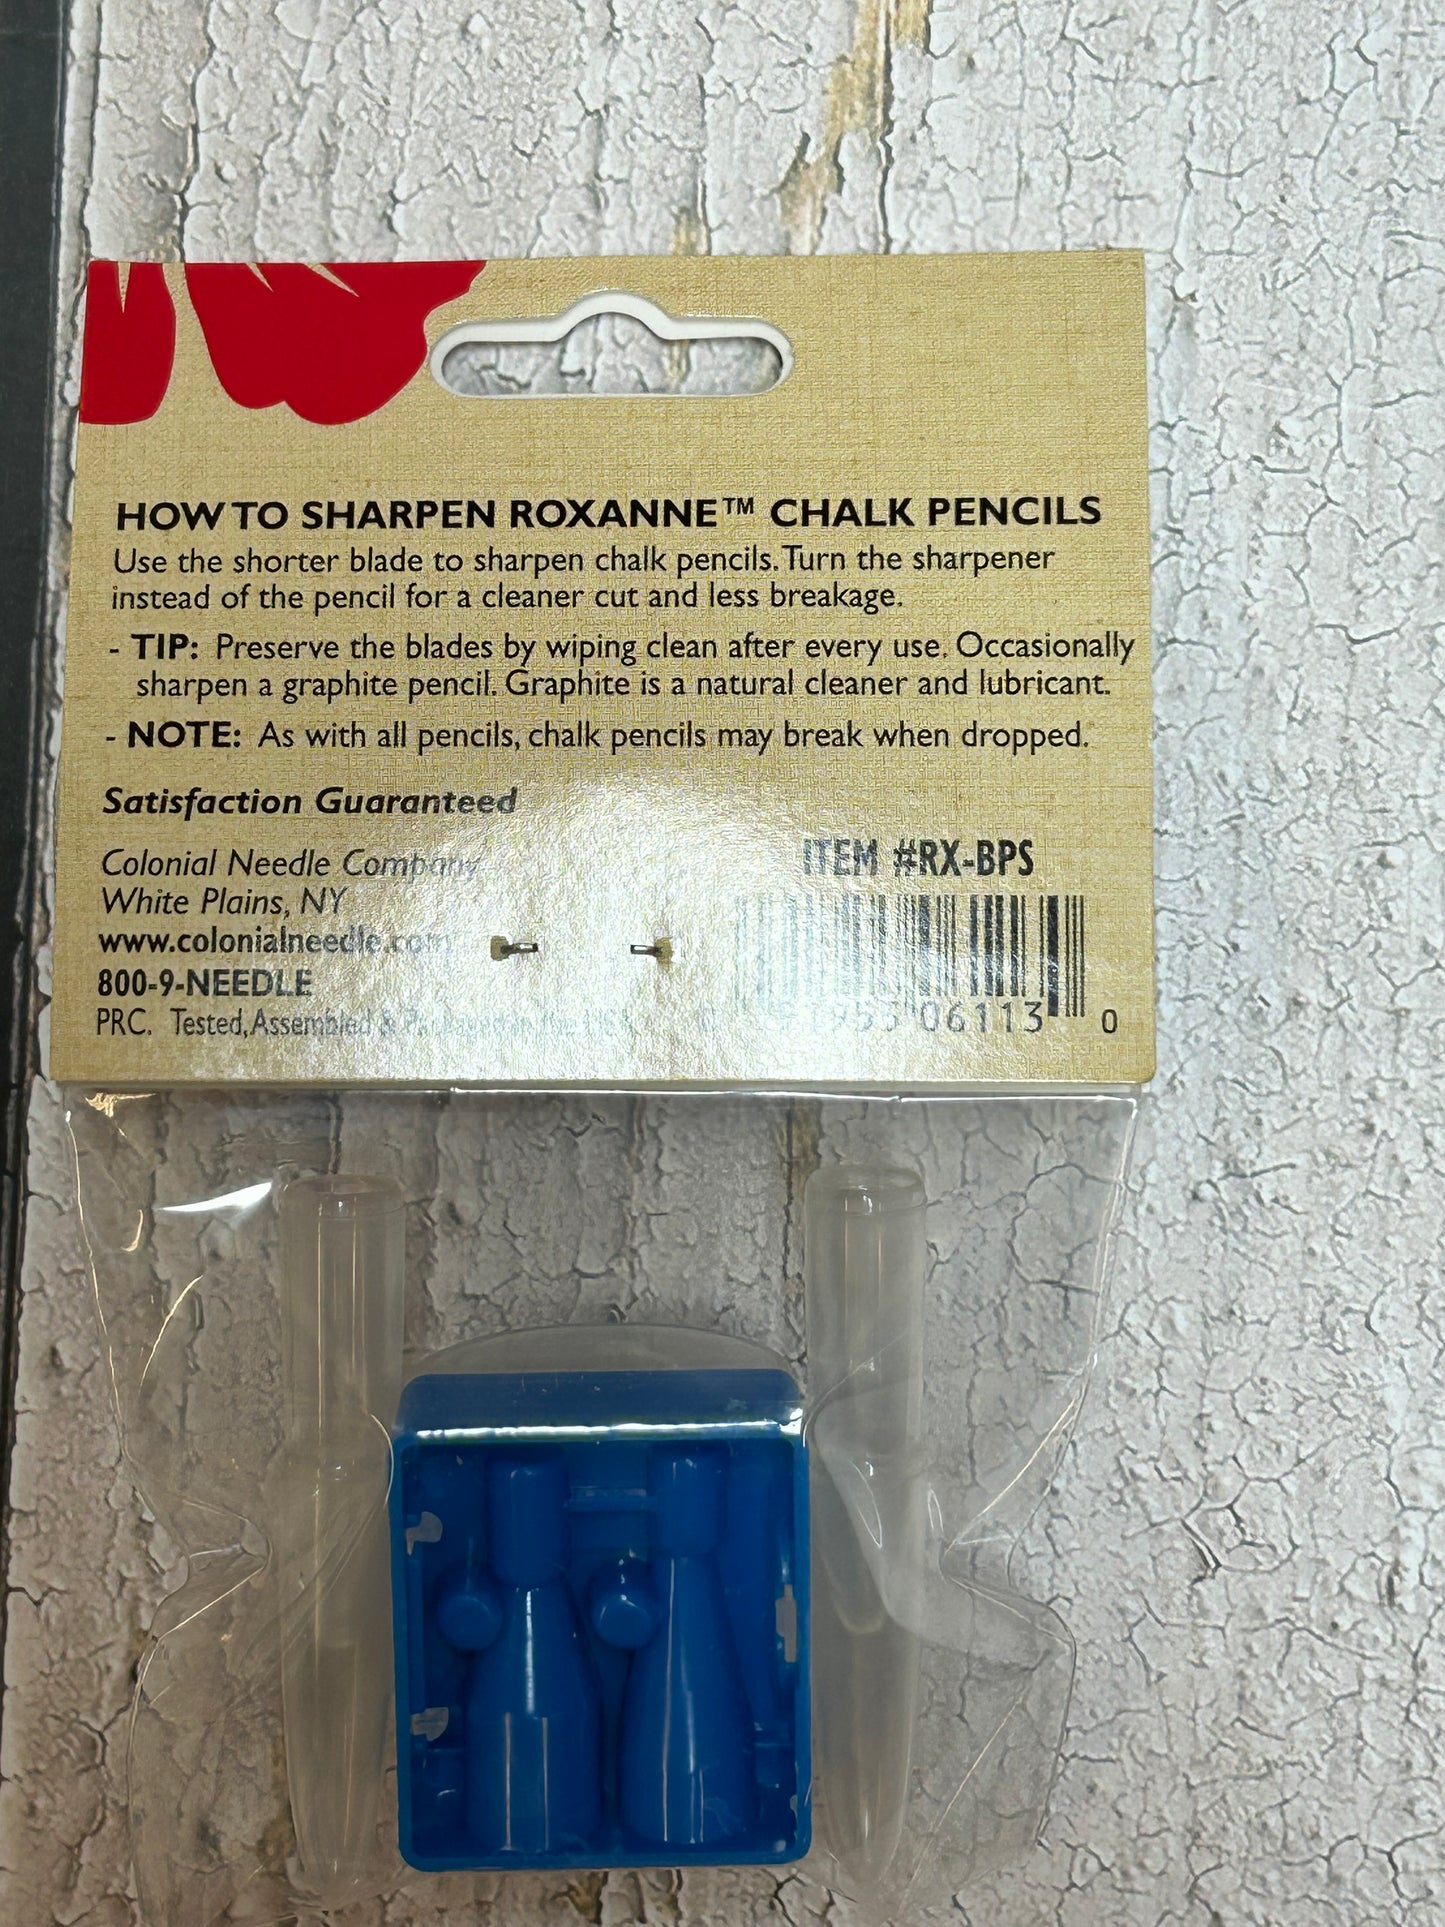 HOW TO SHARPEN ROXANNE™ CHALK PENCILS
Use the shorter blade to sharpen chalk pencils. Turn the sharpener
instead of the pencil for a cleaner cut and less breakage.
- TIP: Preserve the blades by wiping clean after every use. Occasionally
sharpen a graphite pencil. Graphite is a natural cleaner and lubricant.
- NOTE: As with all pencils, chalk pencils may break when dropped.
Satisfaction Guaranteed
Colonial Needle Company
White Plains, NY
www.colonialneedle.com
800-9-NEEDLE
PRC. Tested, Assembled &
ITEM #RX-BPS
06113 0